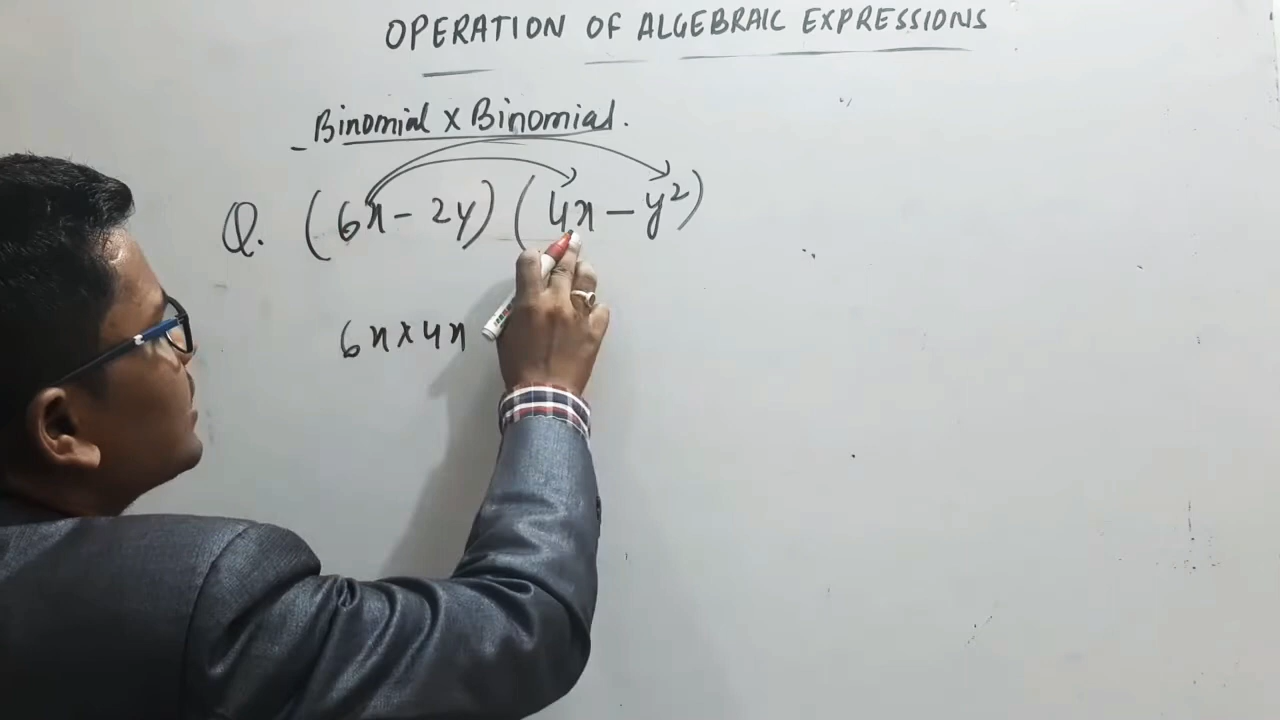 OPERATION OF ALGEBRAIC EXPRESSIONS
Binomial x Binomial.
Q. (6x - 2y) (4x - y²)
6x x 4x